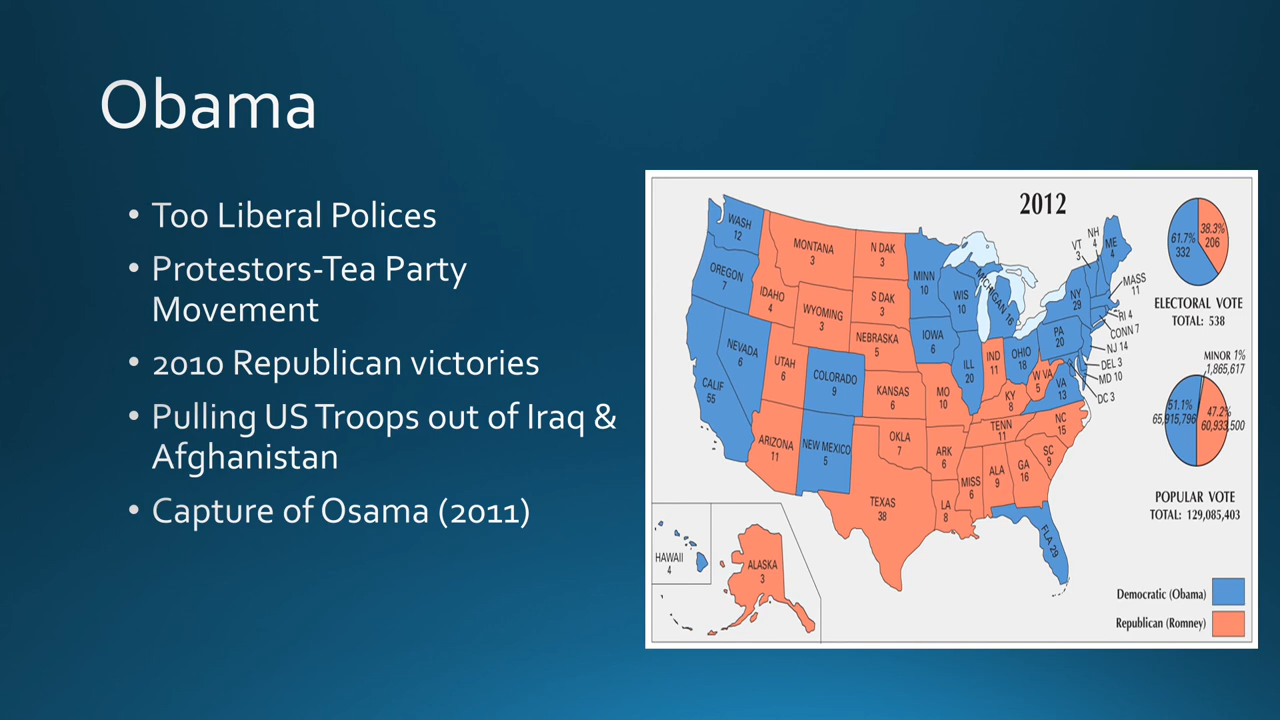 Obama
• Too Liberal Polices
• Protestors-Tea Party
Movement
• 2010 Republican victories
• Pulling US Troops out of Iraq &
Afghanistan
• Capture of Osama (2011)
2012
WASH
12
OREGON
7
CALIF
55
NEVADA
6
IDAHO
4
MONTANA
3
WYOMING
3
UTAH
6
COLORADO
9
ARIZONA
11
NEW MEXICO
5
N DAK
3
S DAK
3
NEBRASKA
5
KANSAS
6
OKLA
7
TEXAS
38
MINN
10
IOWA
6
MO
10
ARK
6
LA
8
WIS
10
ILL
20
MICHIGAN 16
IND
11
OHIO
18
KY
8
TENN
11
MISS
6
ALA
9
GA
16
FLA 29
SC
9
NC
15
VA
13
W VA
5
PA
20
NY
29
VT
3
NH
4
ME
4
MASS
11
RI 4
CONN 7
NJ 14
DEL 3
MD 10
DC 3
HAWAII
4
ALASKA
3
61.7%
332
38.3%
206
ELECTORAL VOTE
TOTAL: 538
MINOR 1%
1,865,617
51.1%
65,915,796
47.2%
60,933,500
POPULAR VOTE
TOTAL: 129,085,403
Democratic (Obama)
Republican (Romney)